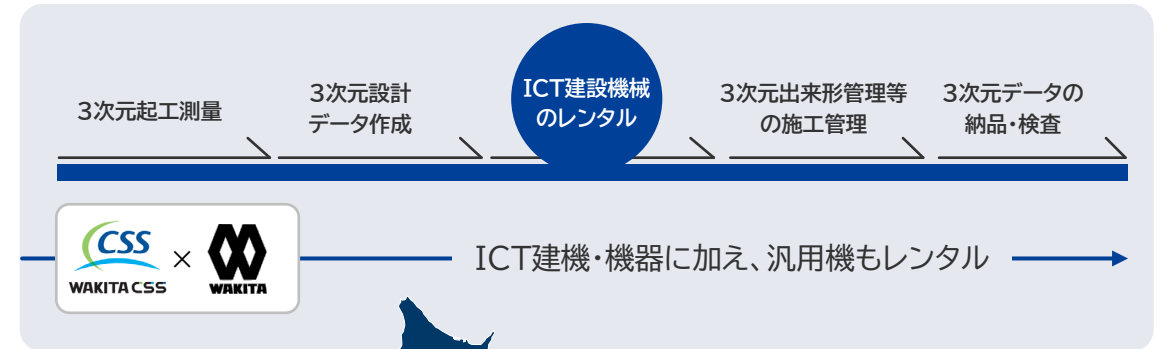 3次元起工測量
3次元設計
データ作成
ICT建設機械
のレンタル
3次元出来形管理等
の施工管理
3次元データの
納品・検査
CSS
WAKITA CSS
×
WAKITA
ICT建機・機器に加え、汎用機もレンタル